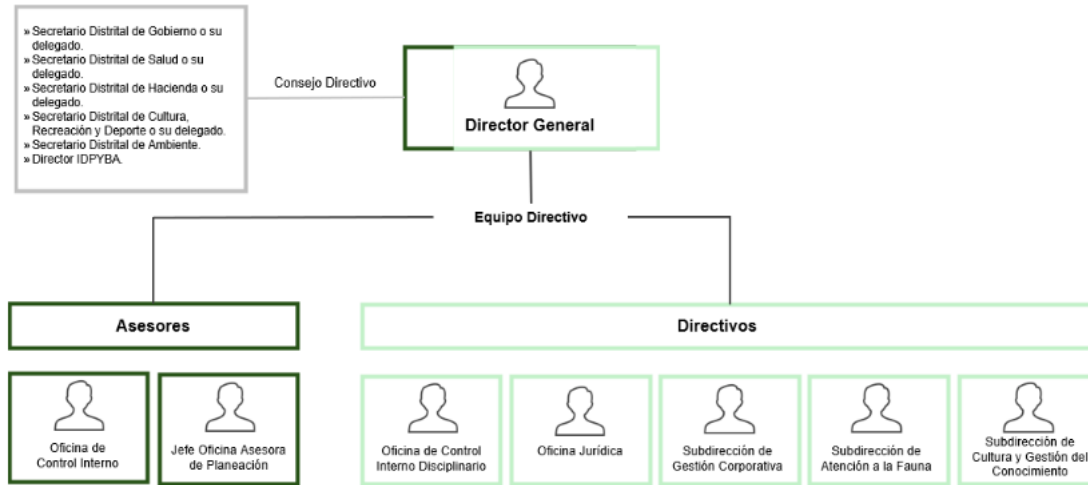 » Secretario Distrital de Gobierno o su
delegado.
» Secretario Distrital de Salud o su
delegado.
» Secretario Distrital de Hacienda o su
delegado.
» Secretario Distrital de Cultura,
Recreación y Deporte o su delegado.
» Secretario Distrital de Ambiente.
» Director IDPYBA.
Consejo Directivo
Director General
Equipo Directivo
Asesores
Directivos
Oficina de
Control Interno
Jefe Oficina Asesora
de Planeación
Oficina de Control
Interno Disciplinario
Oficina Jurídica
Subdirección de
Gestión Corporativa
Subdirección de
Atención a la Fauna
Subdirección de
Cultura y Gestión del
Conocimiento